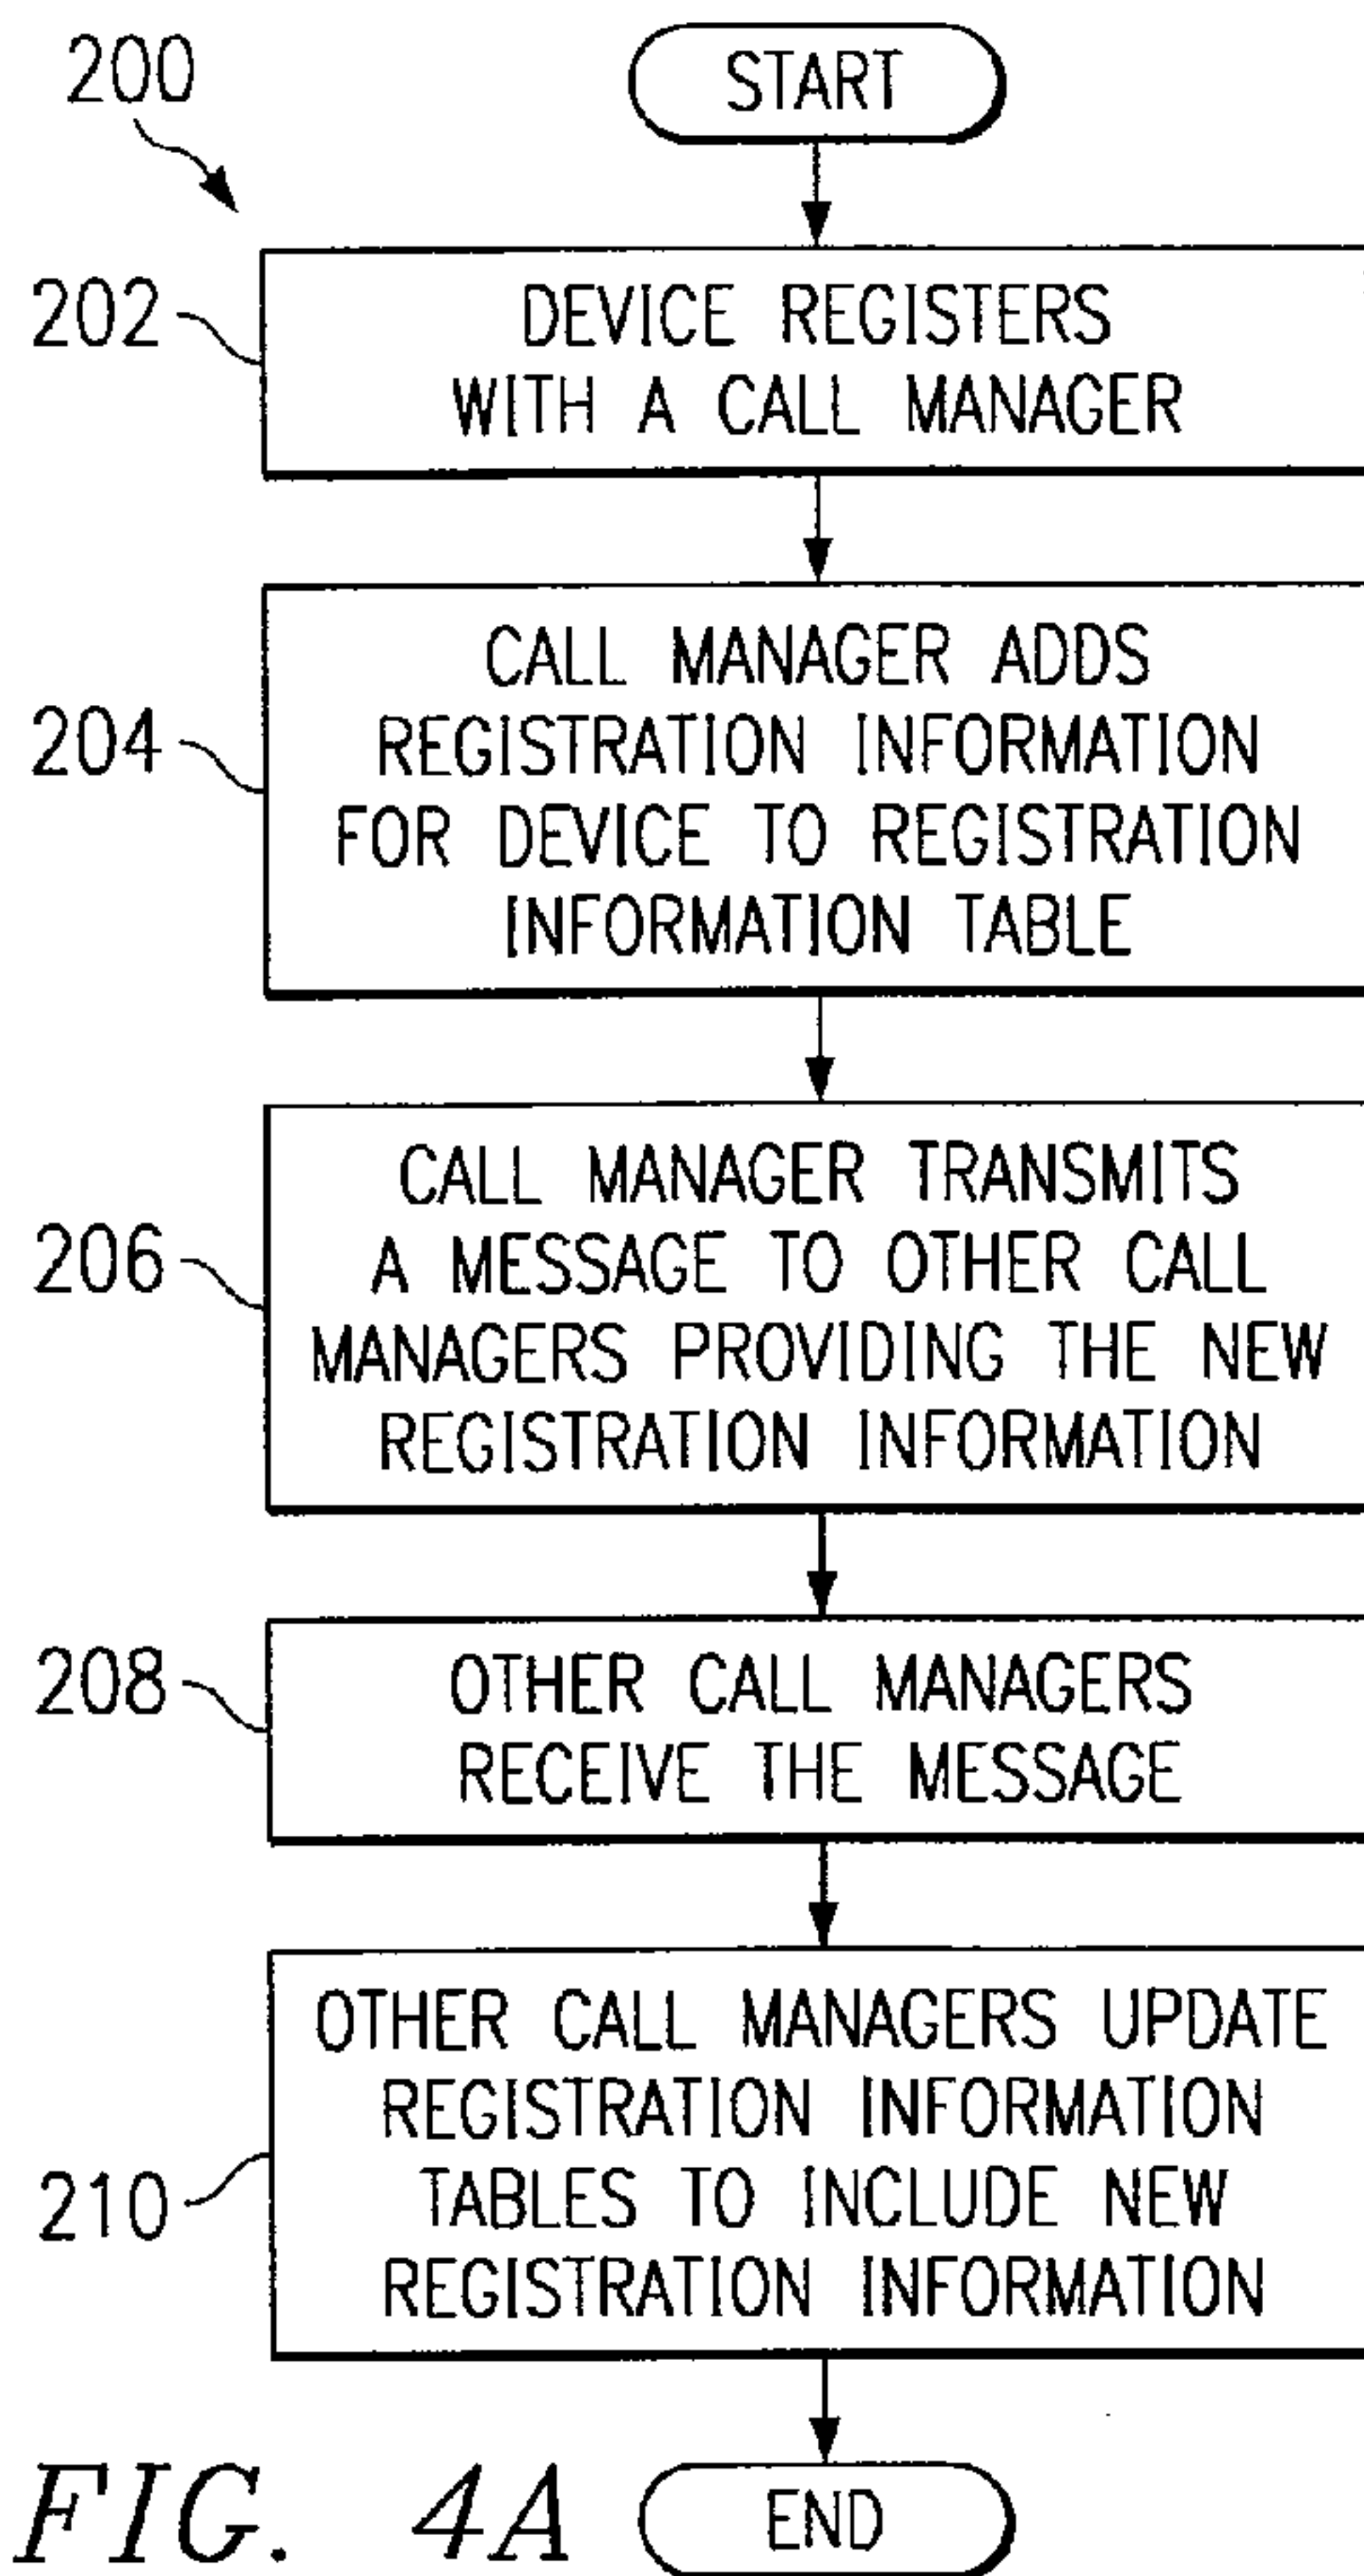 200
START
202
DEVICE REGISTERS
WITH A CALL MANAGER
204
CALL MANAGER ADDS
REGISTRATION INFORMATION
FOR DEVICE TO REGISTRATION
INFORMATION TABLE
206
CALL MANAGER TRANSMITS
A MESSAGE TO OTHER CALL
MANAGERS PROVIDING THE NEW
REGISTRATION INFORMATION
208
OTHER CALL MANAGERS
RECEIVE THE MESSAGE
210
OTHER CALL MANAGERS UPDATE
REGISTRATION INFORMATION
TABLES TO INCLUDE NEW
REGISTRATION INFORMATION
FIG. 4A
END